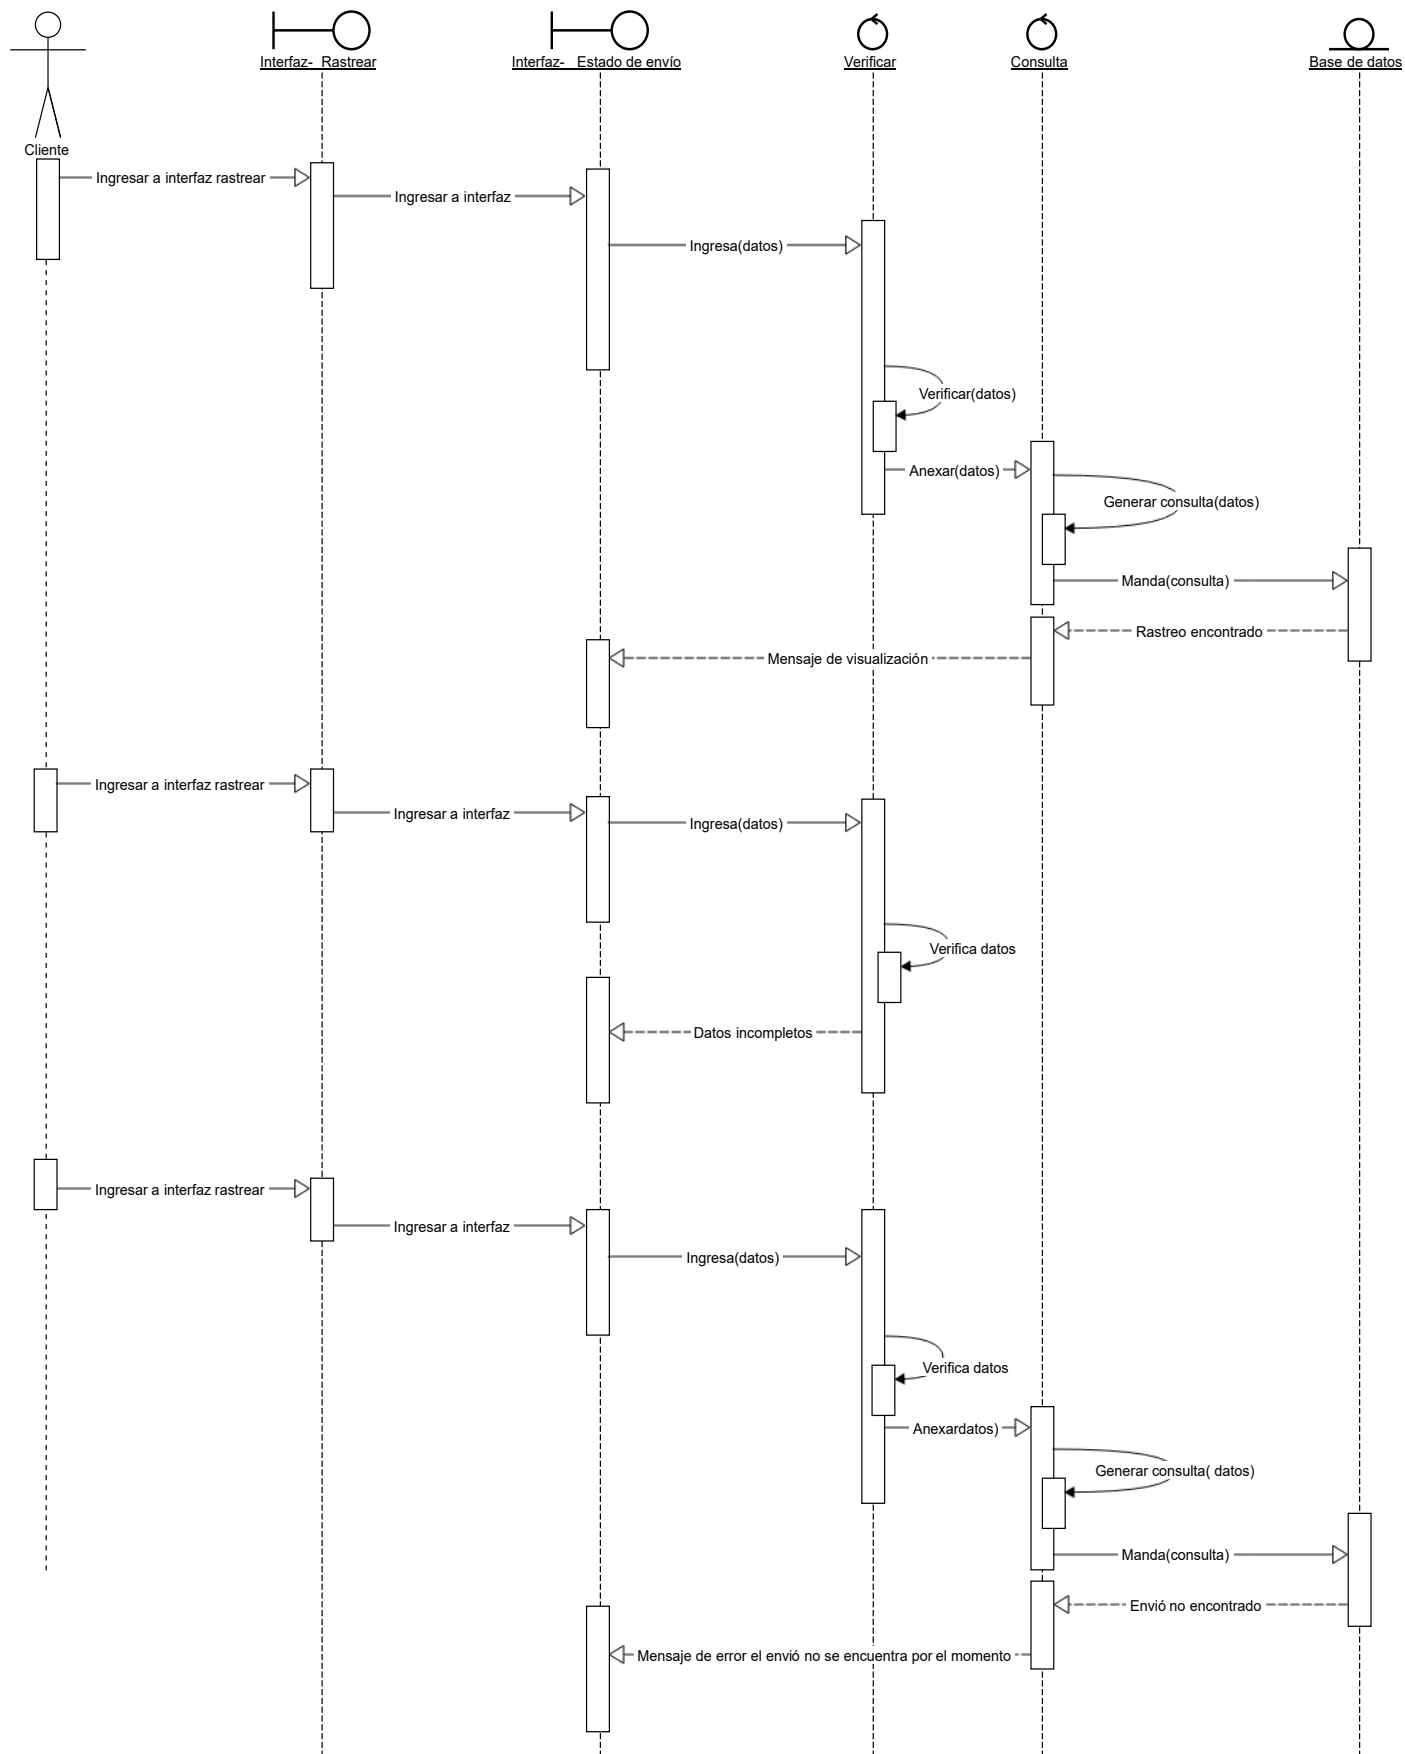 Interfaz-  Rastrear
Interfaz-   Estado de envío
Verificar
Consulta
Base de datos
Cliente
Ingresar a interfaz rastrear
Ingresar a interfaz
Ingresa(datos)
Verificar(datos)
Anexar(datos)
Generar consulta(datos)
Manda(consulta)
Rastreo encontrado
Mensaje de visualización
Ingresar a interfaz rastrear
Ingresar a interfaz
Ingresa(datos)
Verifica datos
Datos incompletos
Ingresar a interfaz rastrear
Ingresar a interfaz
Ingresa(datos)
Verifica datos
Anexardatos)
Generar consulta( datos)
Manda(consulta)
Envió no encontrado
Mensaje de error el envió no se encuentra por el momento